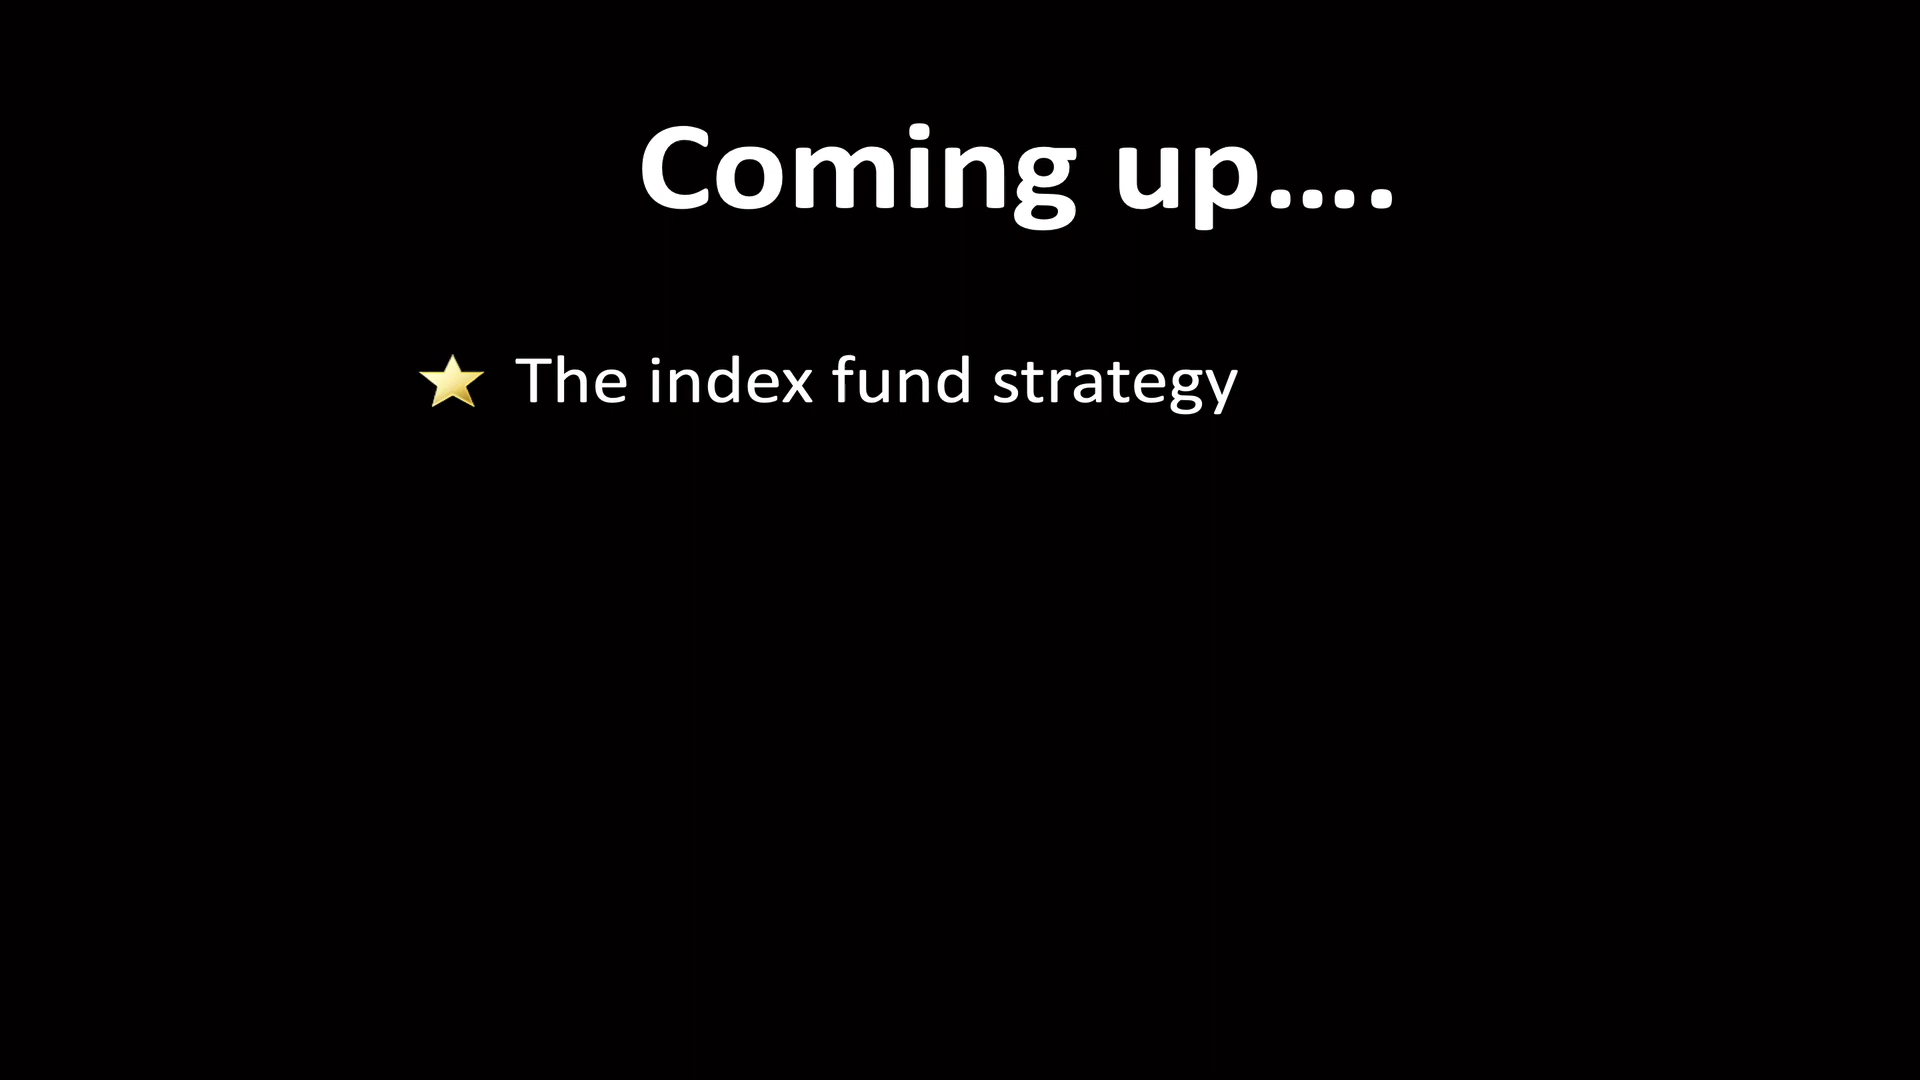 Coming up….
The index fund strategy